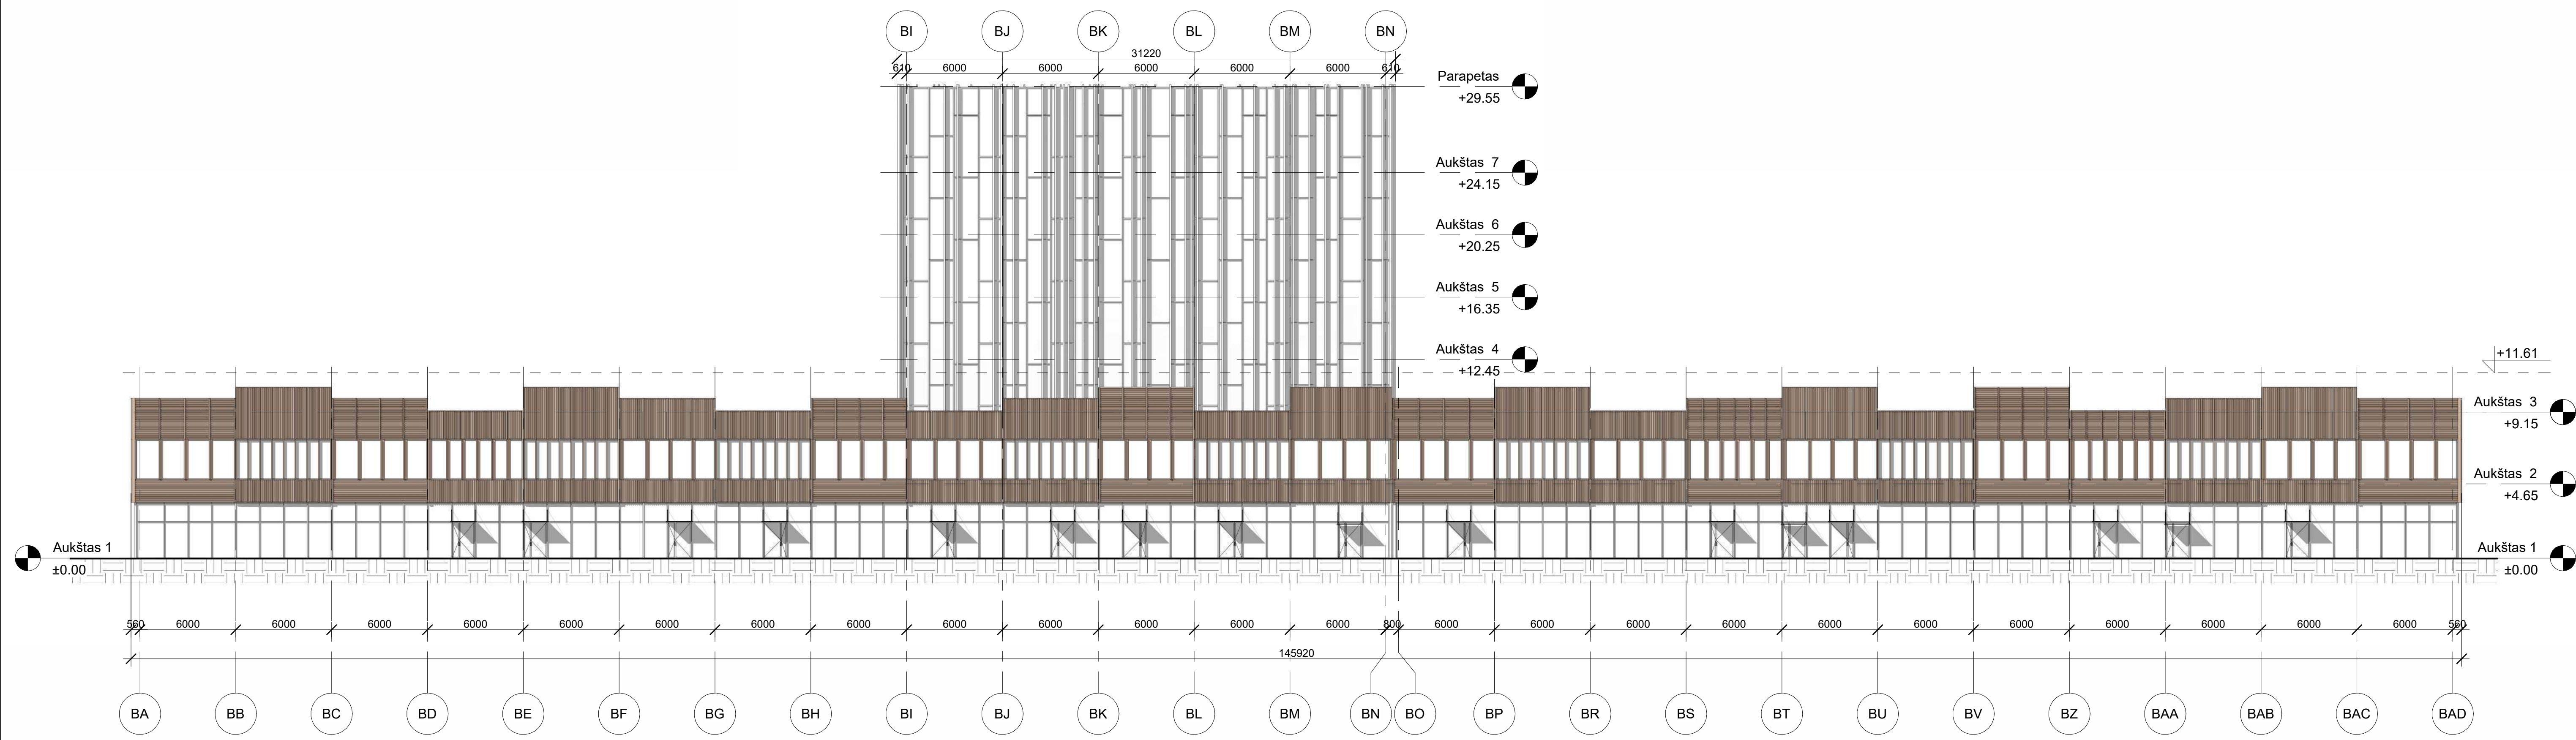 BI BJ BK BL BM BN
31220
610 6000 6000 6000 6000 6000 610
Parapetas
+29.55
Aukštas 7
+24.15
Aukštas 6
+20.25
Aukštas 5
+16.35
Aukštas 4
+12.45
+11.61
Aukštas 3
+9.15
Aukštas 2
+4.65
Aukštas 1
±0.00
Aukštas 1
±0.00
560 6000 6000 6000 6000 6000 6000 6000 6000 6000 6000 6000 6000 6000 800 6000 6000 6000 6000 6000 6000 6000 6000 6000 6000 6000 560
145920
BA BB BC BD BE BF BG BH BI BJ BK BL BM BN BO BP BR BS BT BU BV BZ BAA BAB BAC BAD